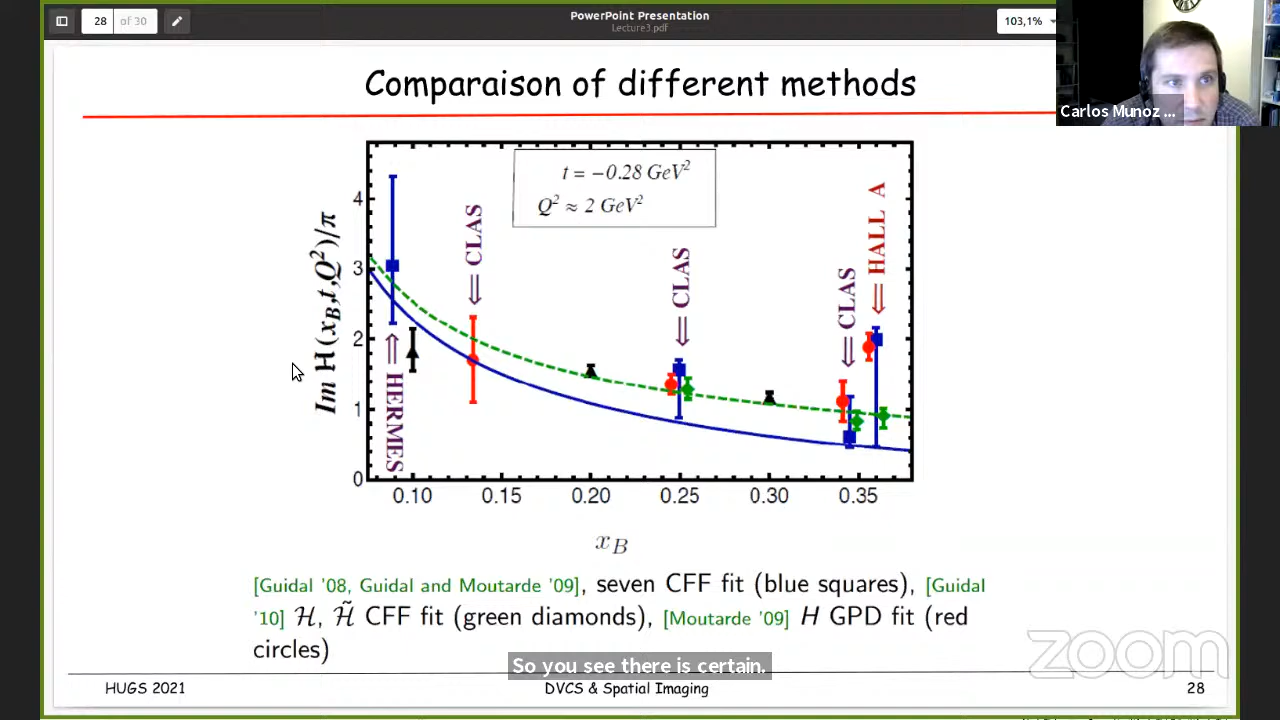 28 of 30
PowerPoint Presentation
Lecture3.pdf
103,1%
Carlos Munoz ...
Comparaison of different methods
t = −0.28 GeV²
Q² ≈ 2 GeV²
Im H(x_B,t,Q²)/π
4
3
2
1
0
⇐ HERMES
⇐ CLAS
⇐ CLAS
⇐ CLAS
⇐ HALL A
0.10 0.15 0.20 0.25 0.30 0.35
x_B
[Guidal '08, Guidal and Moutarde '09], seven CFF fit (blue squares), [Guidal
'10] ℋ, ℋ̃ CFF fit (green diamonds), [Moutarde '09] H GPD fit (red
circles)
So you see there is certain.
zoom
HUGS 2021
DVCS & Spatial Imaging
28